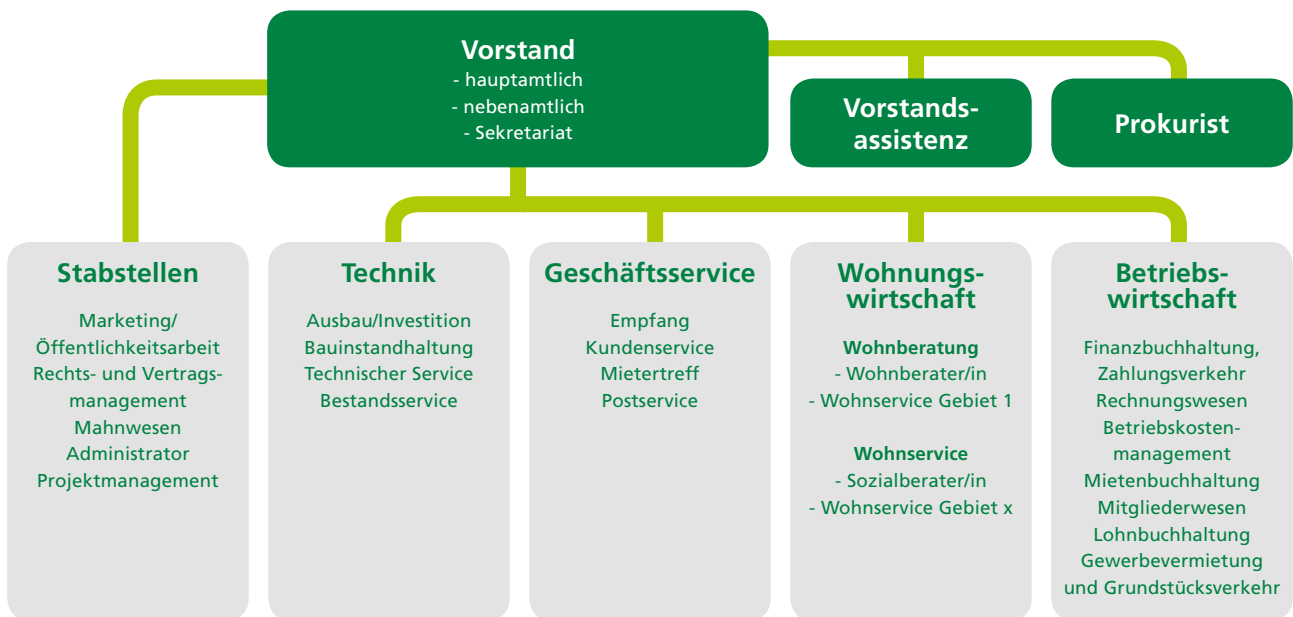 Vorstand
- hauptamtlich
- nebenamtlich
- Sekretariat
Vorstands-
assistenz
Prokurist
Stabstellen
Marketing/
Öffentlichkeitsarbeit
Rechts- und Vertrags-
management
Mahnwesen
Administrator
Projektmanagement
Technik
Ausbau/Investition
Bauinstandhaltung
Technischer Service
Bestandsservice
Geschäftsservice
Empfang
Kundenservice
Mietertreff
Postservice
Wohnungs-
wirtschaft
Wohnberatung
- Wohnberater/in
- Wohnservice Gebiet 1
Wohnservice
- Sozialberater/in
- Wohnservice Gebiet x
Betriebs-
wirtschaft
Finanzbuchhaltung,
Zahlungsverkehr
Rechnungswesen
Betriebskosten-
management
Mietenbuchhaltung
Mitgliederwesen
Lohnbuchhaltung
Gewerbevermietung
und Grundstücksverkehr